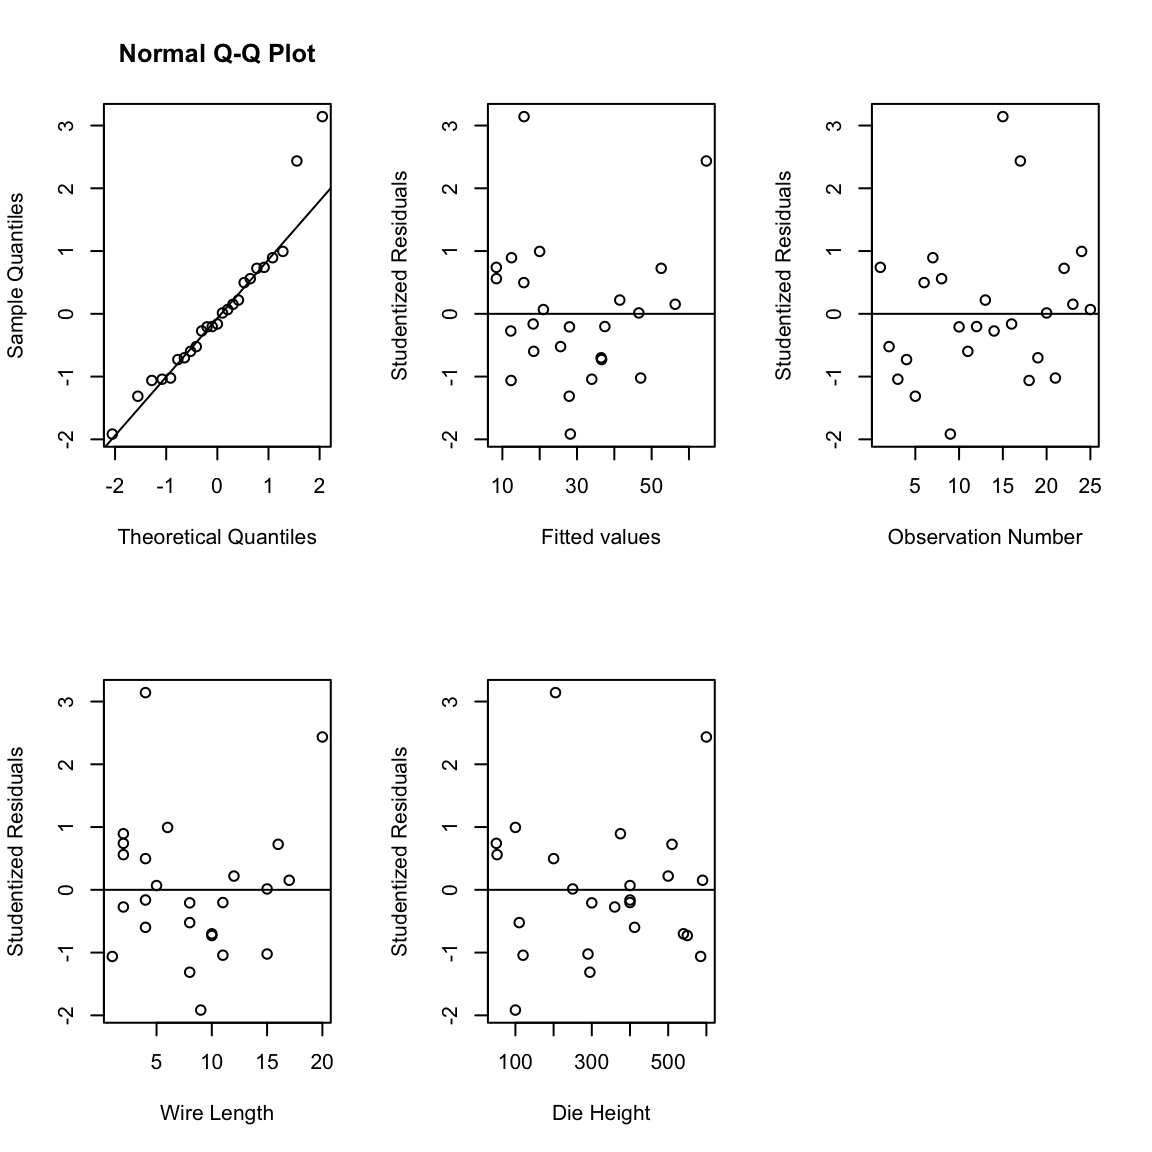 Normal Q-Q Plot
Sample Quantiles
3
2
1
0
-1
-2
-2 -1 0 1 2
Theoretical Quantiles
Studentized Residuals
3
2
1
0
-1
-2
10 30 50
Fitted values
Studentized Residuals
3
2
1
0
-1
-2
5 10 15 20 25
Observation Number
Studentized Residuals
3
2
1
0
-1
-2
5 10 15 20
Wire Length
Studentized Residuals
3
2
1
0
-1
-2
100 300 500
Die Height